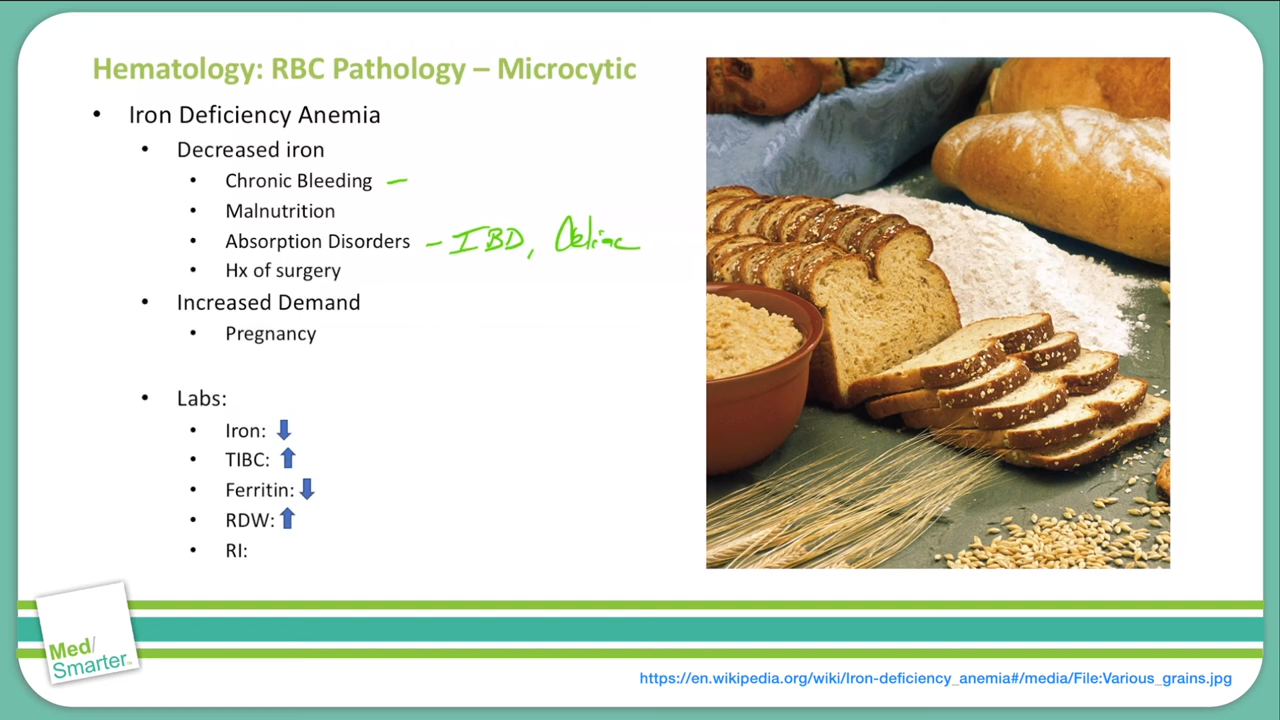 Hematology: RBC Pathology – Microcytic
• Iron Deficiency Anemia
• Decreased iron
• Chronic Bleeding –
• Malnutrition
• Absorption Disorders – IBD, Celiac
• Hx of surgery
• Increased Demand
• Pregnancy
• Labs:
• Iron: ↓
• TIBC: ↑
• Ferritin: ↓
• RDW: ↑
• RI:
Med/
Smarter™
https://en.wikipedia.org/wiki/Iron-deficiency_anemia#/media/File:Various_grains.jpg